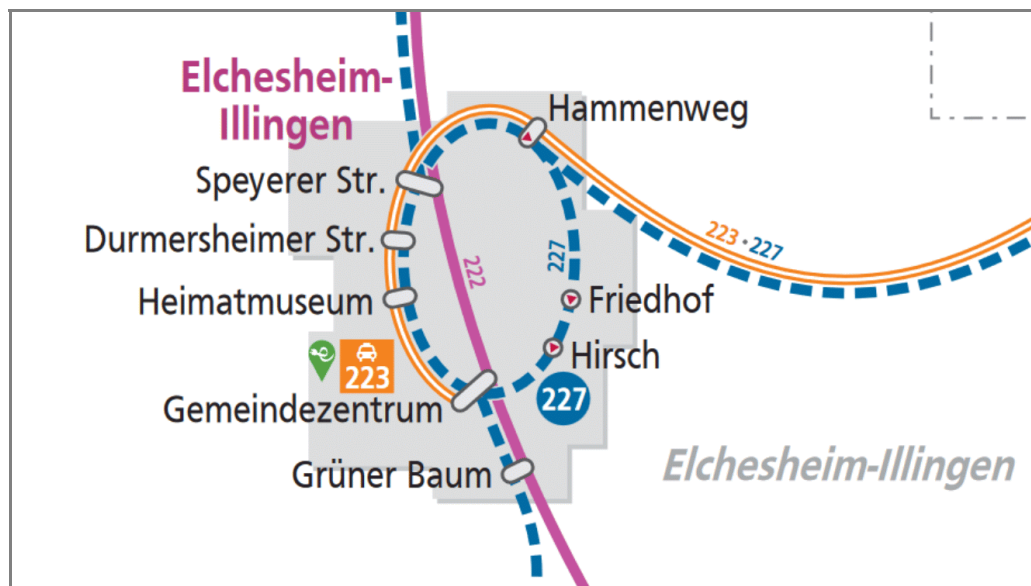 Elchesheim-
Illingen
Hammenweg
Speyerer Str.
Durmersheimer Str.
223 • 227
227
222
Heimatmuseum
Friedhof
Hirsch
223
227
Gemeindezentrum
Grüner Baum
Elchesheim-Illingen